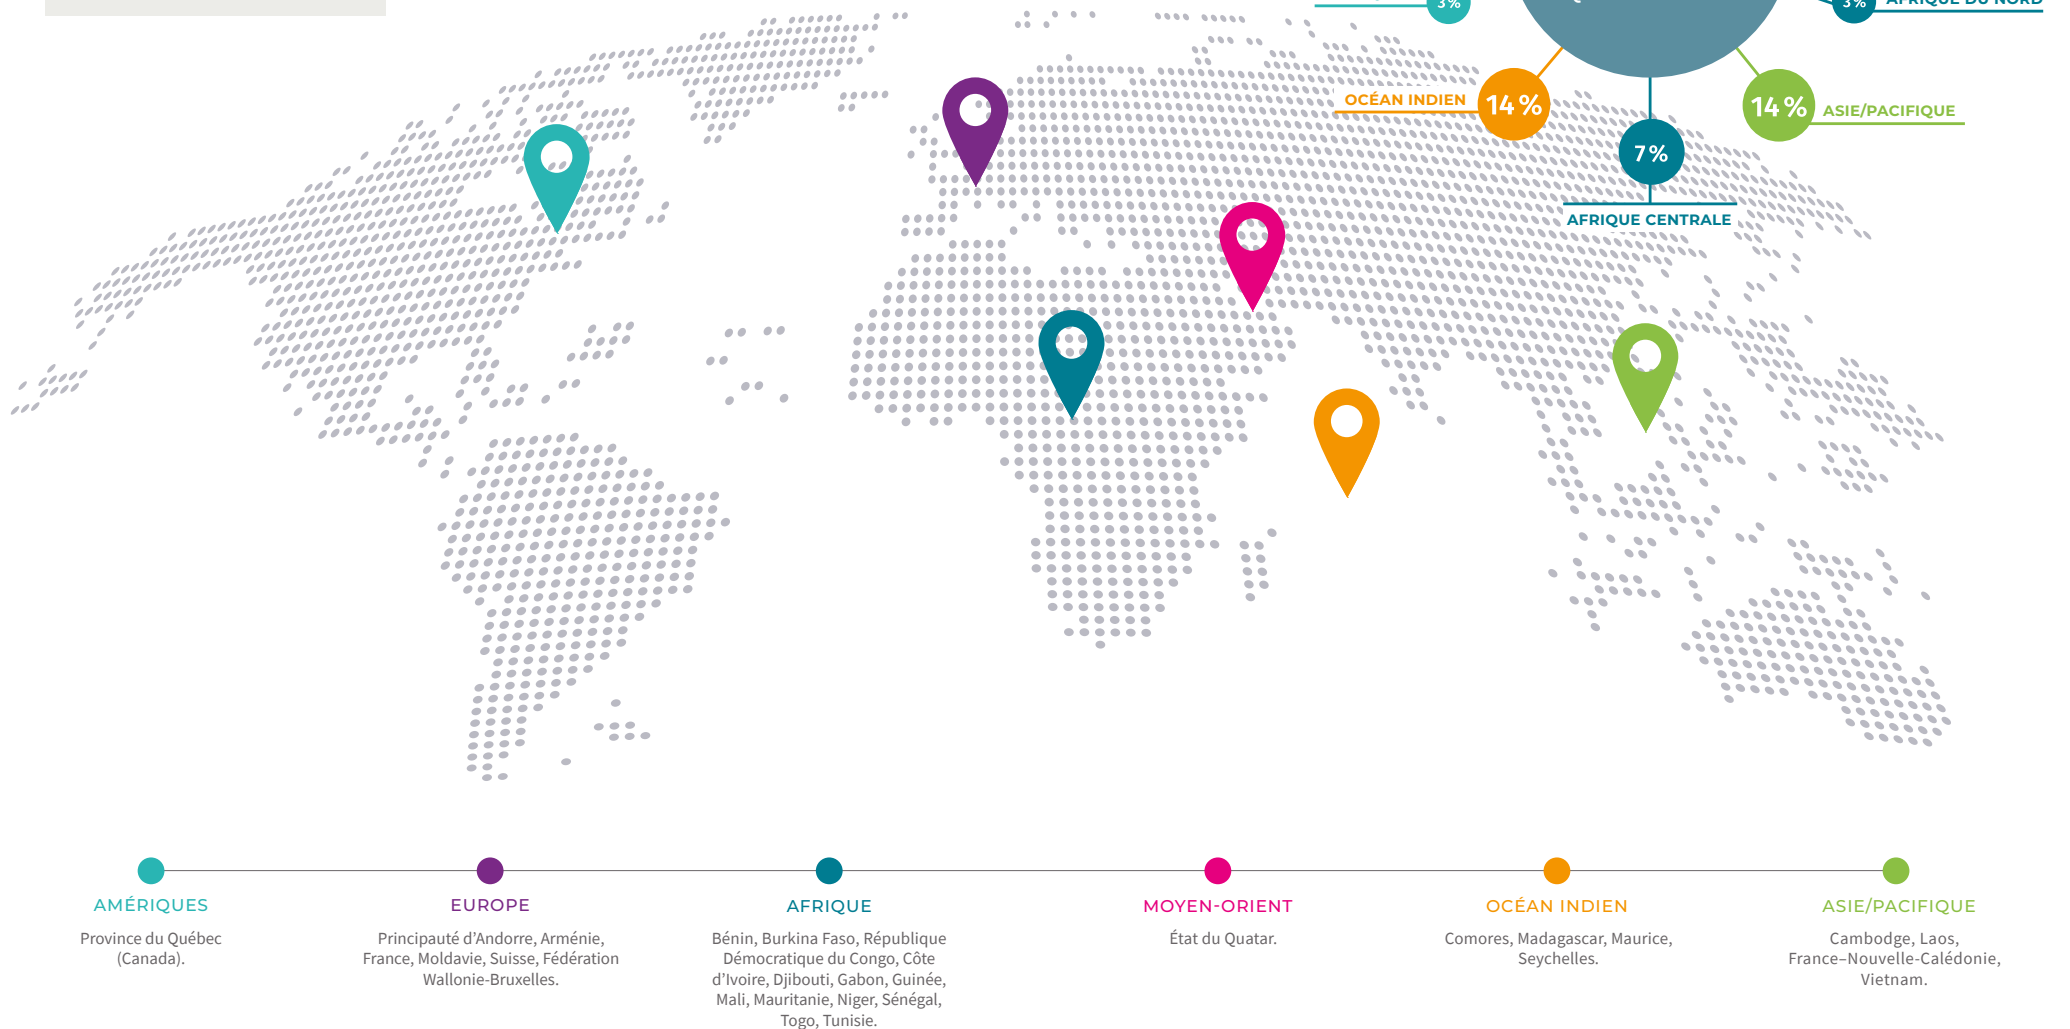 3%
3%
AFRIQUE DU NORD
OCÉAN INDIEN
14%
14%
ASIE/PACIFIQUE
7%
AFRIQUE CENTRALE
AMÉRIQUES
Province du Québec
(Canada).
EUROPE
Principauté d’Andorre, Arménie,
France, Moldavie, Suisse, Fédération
Wallonie-Bruxelles.
AFRIQUE
Bénin, Burkina Faso, République
Démocratique du Congo, Côte
d’Ivoire, Djibouti, Gabon, Guinée,
Mali, Mauritanie, Niger, Sénégal,
Togo, Tunisie.
MOYEN-ORIENT
État du Quatar.
OCÉAN INDIEN
Comores, Madagascar, Maurice,
Seychelles.
ASIE/PACIFIQUE
Cambodge, Laos,
France–Nouvelle-Calédonie,
Vietnam.